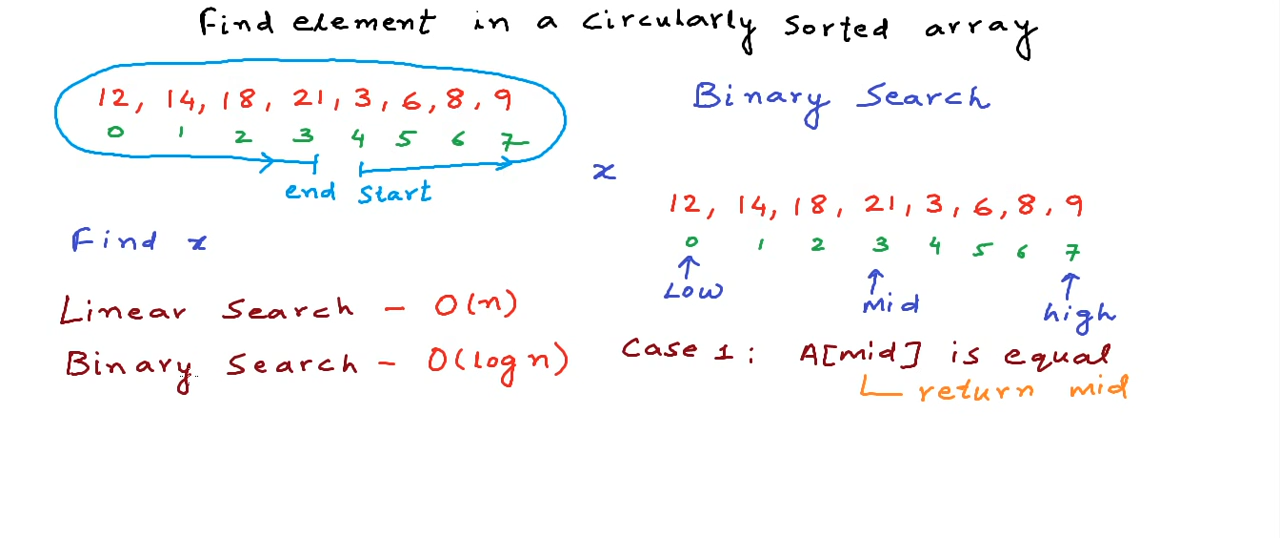 Find element in a circularly sorted array
12, 14, 18, 21, 3, 6, 8, 9
0 1 2 3 4 5 6 7
end start
Find x
Linear Search - O(n)
Binary Search - O(log n)
Binary Search
x
12, 14, 18, 21, 3, 6, 8, 9
0 1 2 3 4 5 6 7
Low Mid high
Case 1: A[mid] is equal
return mid